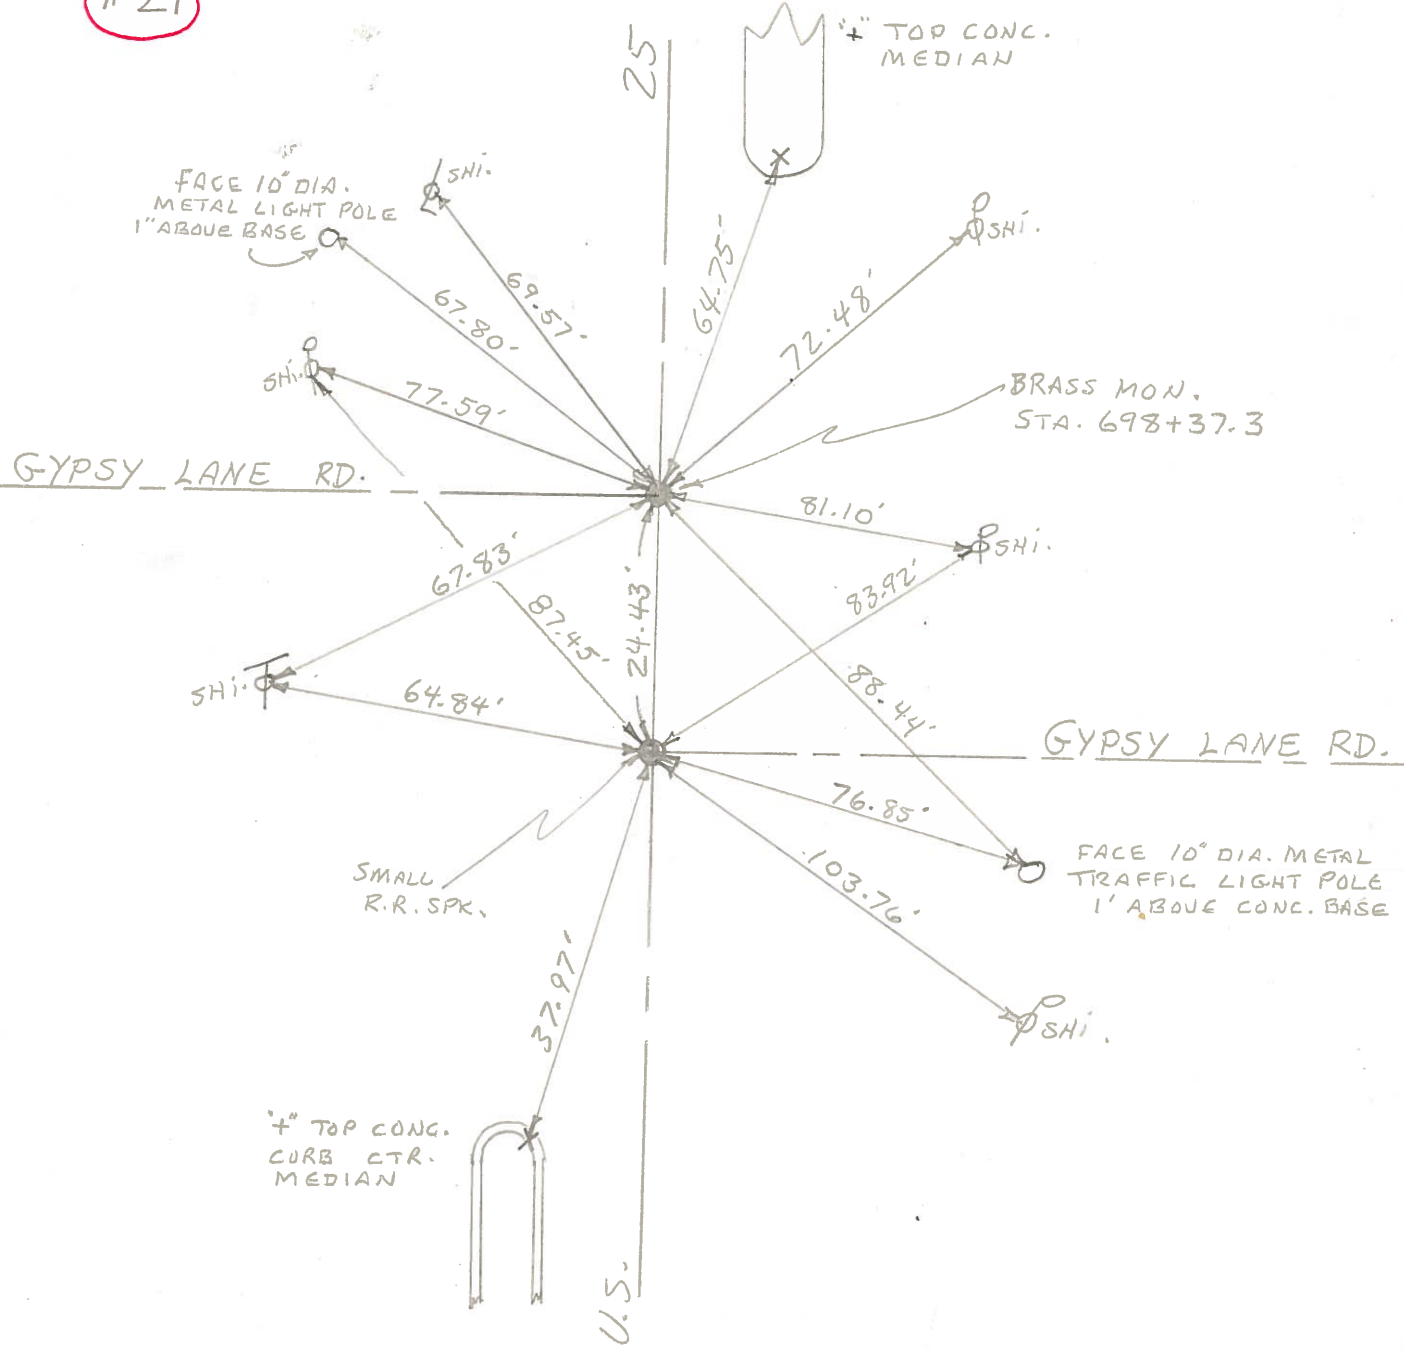 # 21
25
"+" TOP CONC.
MEDIAN
SHI.
FACE 10" DIA.
METAL LIGHT POLE
1" ABOVE BASE
SHI.
69.57'
67.80'
64.75'
72.48'
SHI.
77.59'
BRASS MON.
STA. 698+37.3
GYPSY LANE RD.
81.10'
SHI.
67.83'
83.92'
87.45'
24.43'
SHI.
64.84'
88.44'
GYPSY LANE RD.
76.85'
103.76'
FACE 10" DIA. METAL
TRAFFIC LIGHT POLE
1' ABOVE CONC. BASE
SMALL
R.R. SPK.
37.97'
SHI.
"+" TOP CONC.
CURB CTR.
MEDIAN
U.S.